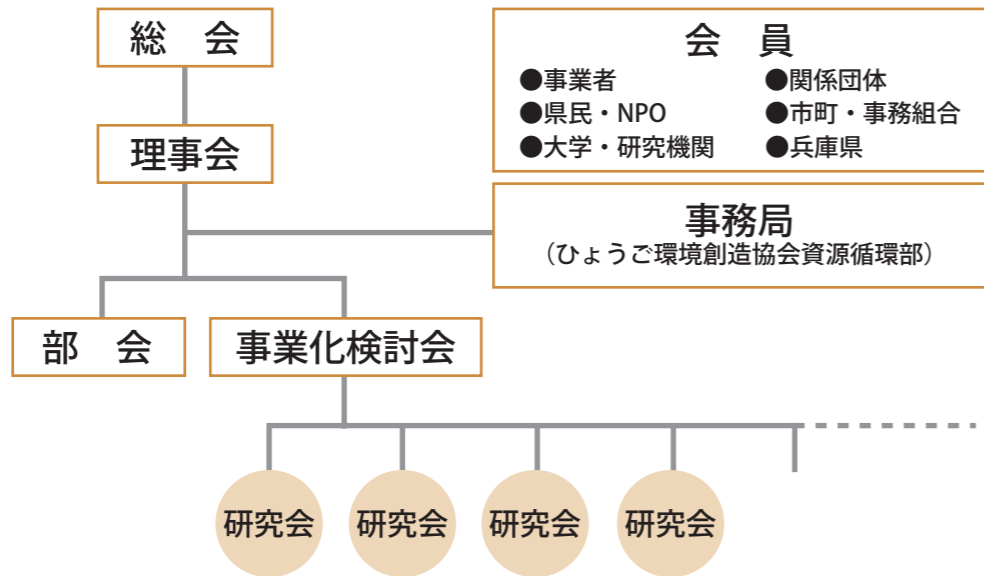 総　会
会　員
●事業者
●関係団体
●県民・NPO
●市町・事務組合
●大学・研究機関
●兵庫県
理事会
事務局
（ひょうご環境創造協会資源循環部）
部　会
事業化検討会
研究会
研究会
研究会
研究会